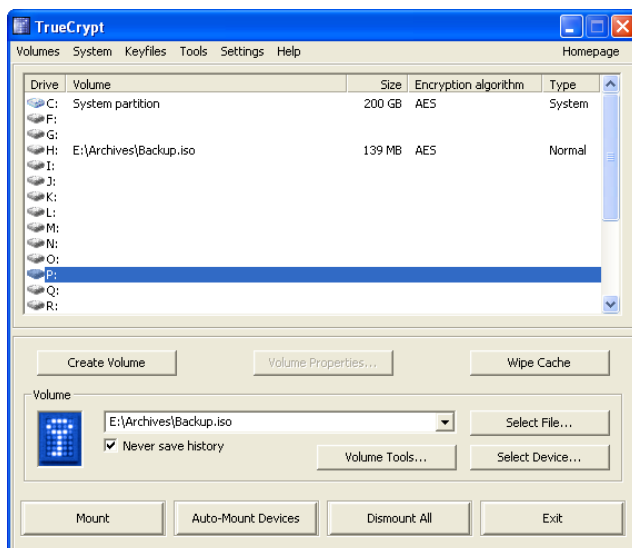 TrueCrypt
Volumes System Keyfiles Tools Settings Help Homepage
Drive Volume Size Encryption algorithm Type
C: System partition 200 GB AES System
F:
G:
H: E:\Archives\Backup.iso 139 MB AES Normal
I:
J:
K:
L:
M:
N:
O:
P:
Q:
R:
Create Volume Volume Properties... Wipe Cache
Volume
E:\Archives\Backup.iso Select File...
Never save history
Volume Tools... Select Device...
Mount Auto-Mount Devices Dismount All Exit